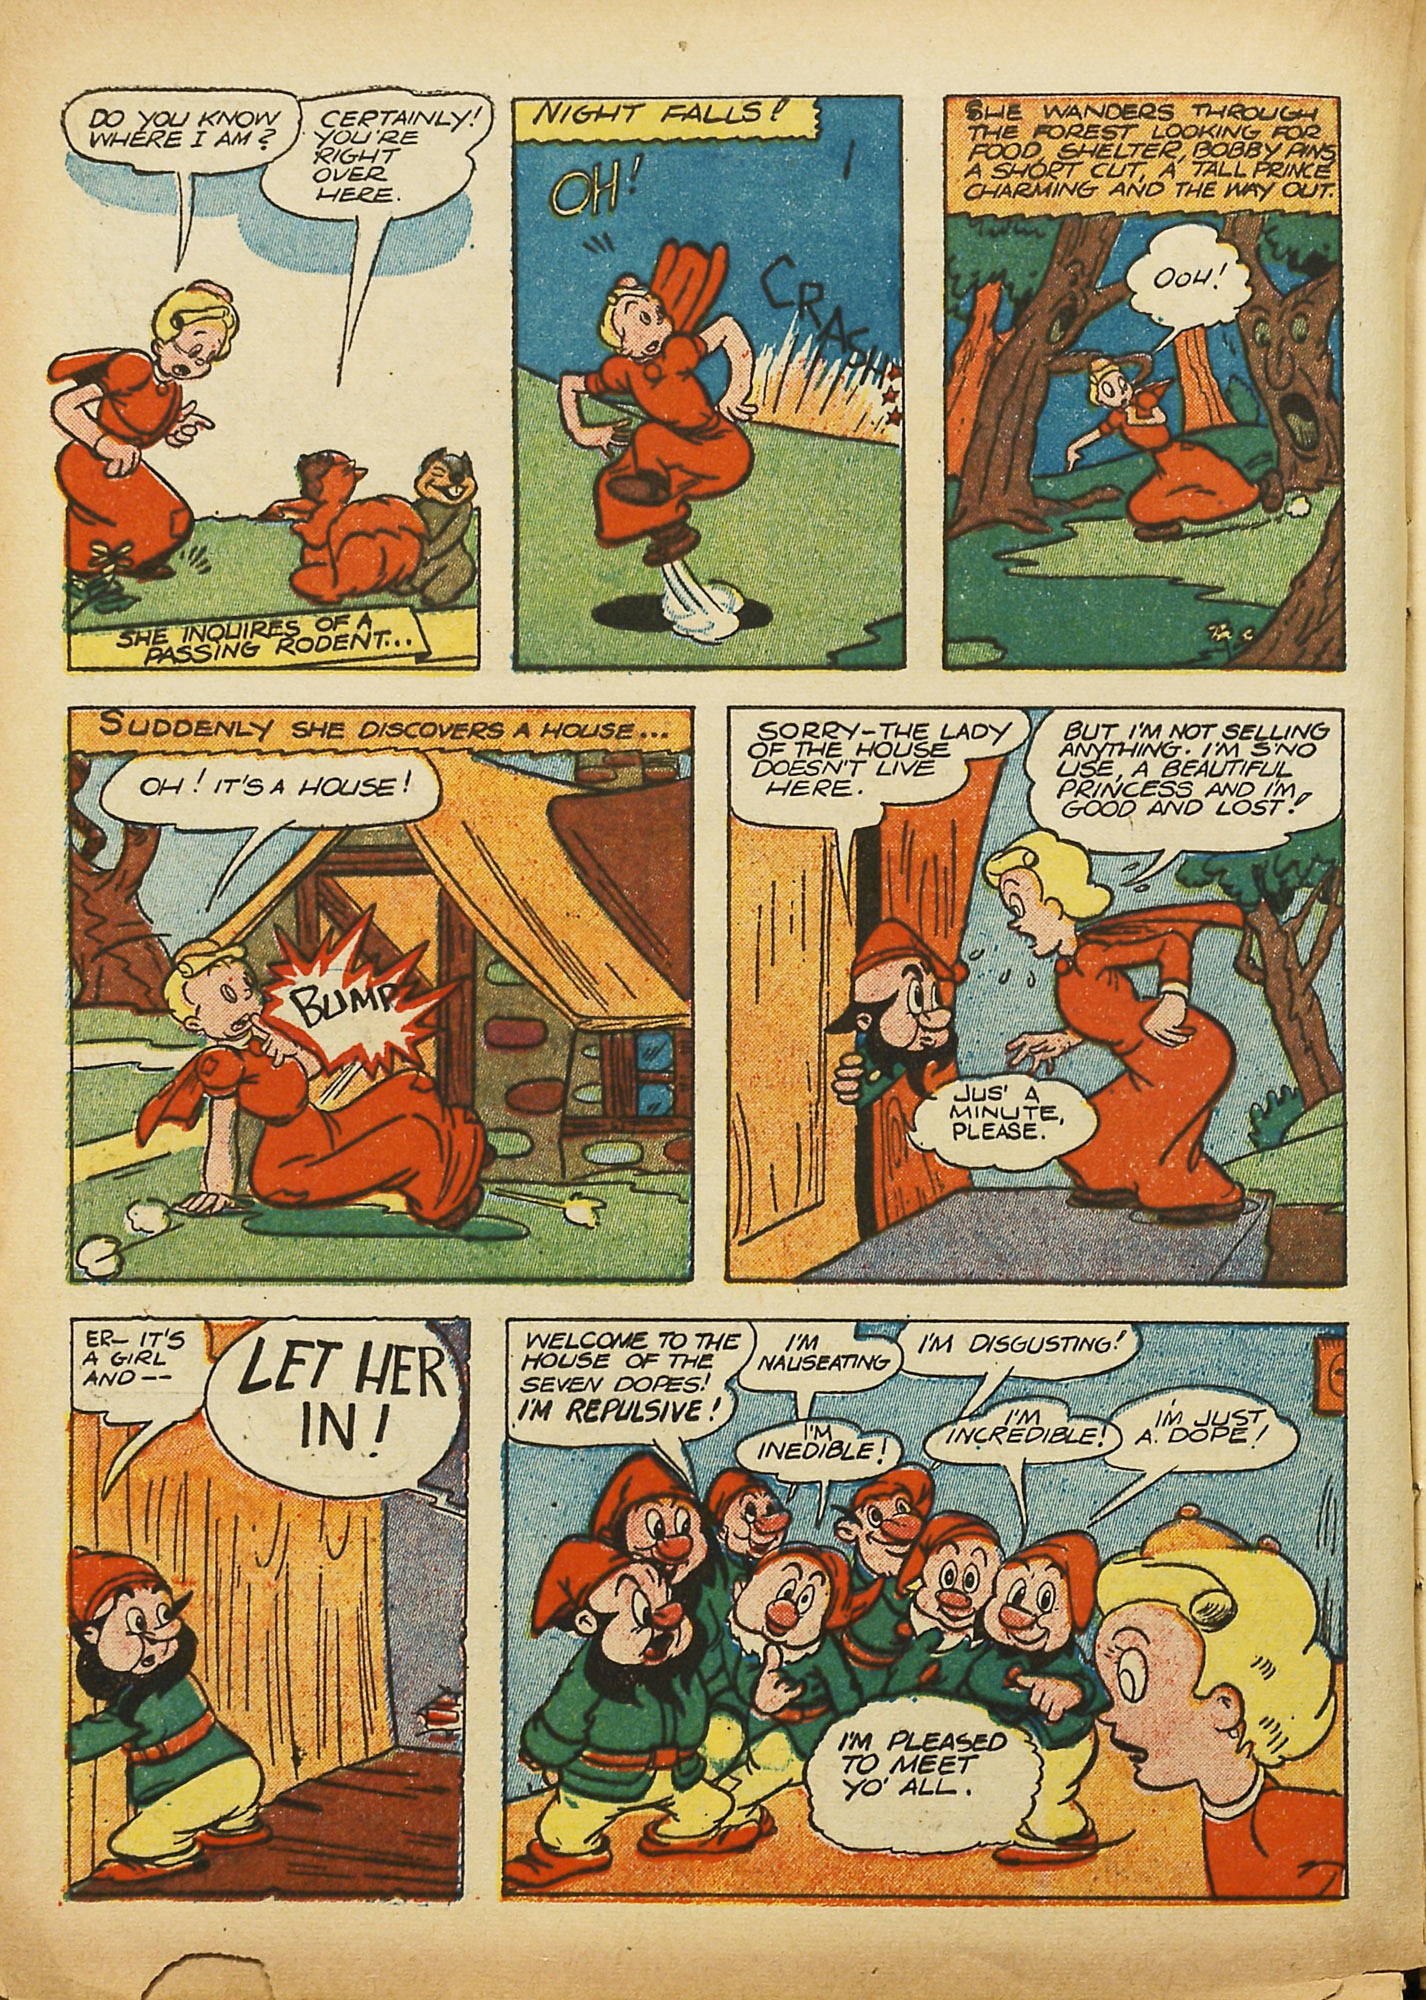 DO YOU KNOW
WHERE I AM?
CERTAINLY!
YOU'RE
RIGHT
OVER
HERE.
SHE INQUIRES OF A
PASSING RODENT...
NIGHT FALLS!
OH!
CRASH
SHE WANDERS THROUGH
THE FOREST LOOKING FOR
FOOD, SHELTER, BOBBY PINS,
A SHORT CUT, A TALL PRINCE
CHARMING AND THE WAY OUT.
OOH!
SUDDENLY SHE DISCOVERS A HOUSE...
OH! IT'S A HOUSE!
BUMP
SORRY-THE LADY
OF THE HOUSE
DOESN'T LIVE
HERE.
BUT I'M NOT SELLING
ANYTHING. I'M S'NO
USE, A BEAUTIFUL
PRINCESS AND I'M
GOOD AND LOST!
JUS' A
MINUTE,
PLEASE.
ER- IT'S
A GIRL
AND--
LET HER
IN!
WELCOME TO THE
HOUSE OF THE
SEVEN DOPES!
I'M REPULSIVE!
I'M
NAUSEATING
I'M DISGUSTING!
I'M
INEDIBLE!
I'M
INCREDIBLE!
I'M JUST
A DOPE!
I'M PLEASED
TO MEET
YO' ALL.